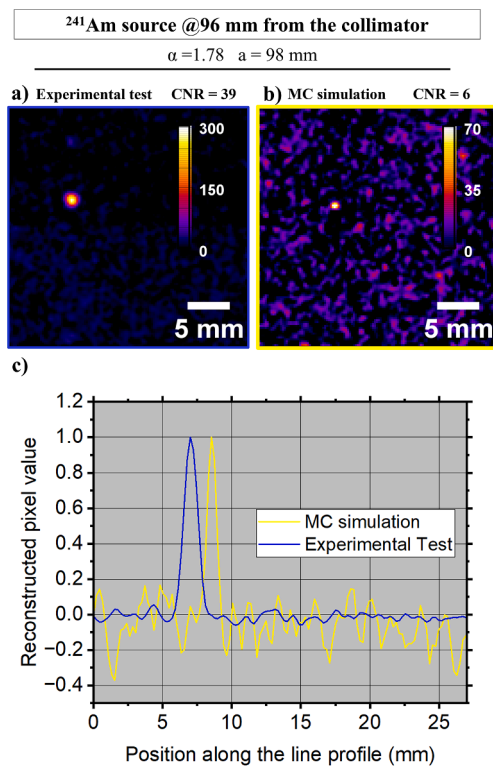 ²⁴¹Am source @96 mm from the collimator
α =1.78 a = 98 mm
a) Experimental test CNR = 39
300
150
0
5 mm
b) MC simulation CNR = 6
70
35
0
5 mm
c)
1.2
1.0
0.8
0.6
0.4
0.2
0.0
−0.2
−0.4
Reconstructed pixel value
MC simulation
Experimental Test
0 5 10 15 20 25
Position along the line profile (mm)